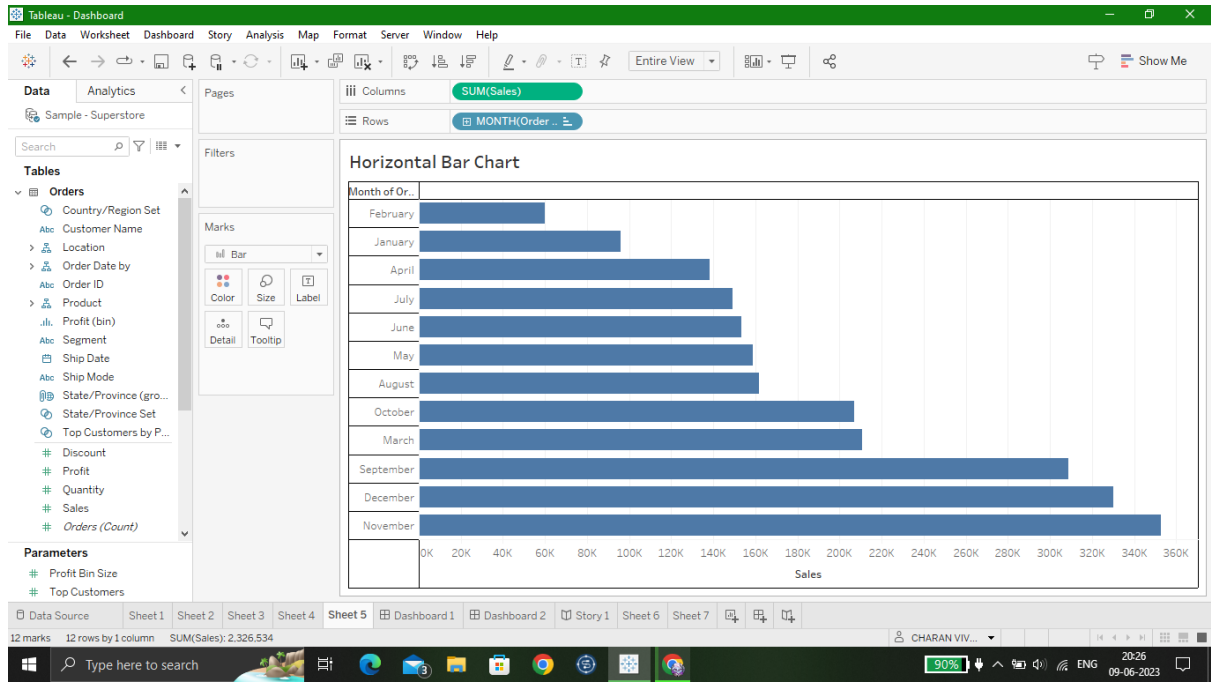 Tableau - Dashboard
File Data Worksheet Dashboard Story Analysis Map Format Server Window Help
Entire View
Show Me
Data Analytics
Sample - Superstore
Search
Tables
Orders
Country/Region Set
Abc Customer Name
Location
Order Date by
Abc Order ID
Product
Profit (bin)
Abc Segment
Ship Date
Abc Ship Mode
State/Province (gro...
State/Province Set
Top Customers by P...
# Discount
# Profit
# Quantity
# Sales
# Orders (Count)
Parameters
# Profit Bin Size
# Top Customers
Pages
Filters
Marks
Bar
Color Size Label
Detail Tooltip
iii Columns SUM(Sales)
Rows MONTH(Order ..
Horizontal Bar Chart
Month of Or..
February
January
April
July
June
May
August
October
March
September
December
November
0K 20K 40K 60K 80K 100K 120K 140K 160K 180K 200K 220K 240K 260K 280K 300K 320K 340K 360K
Sales
Data Source Sheet 1 Sheet 2 Sheet 3 Sheet 4 Sheet 5 Dashboard 1 Dashboard 2 Story 1 Sheet 6 Sheet 7
12 marks 12 rows by 1 column SUM(Sales): 2,326,534
CHARAN VIV...
Type here to search
3
90%
ENG
20:26
09-06-2023